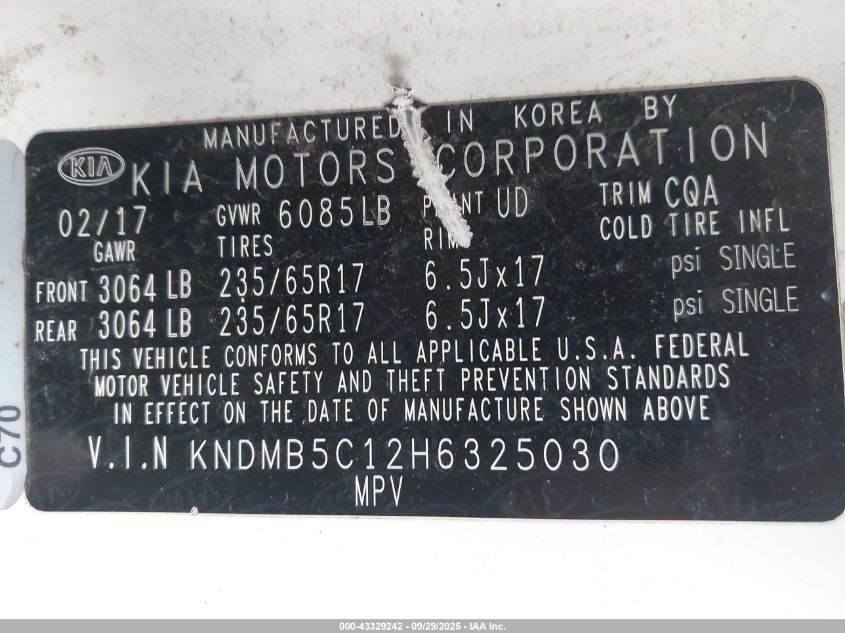 MANUFACTURED IN KOREA BY
KIA KIA MOTORS CORPORATION
02/17 GVWR 6085LB UD TRIM CQA
GAWR TIRES COLD TIRE INFL
FRONT 3064 LB 235/65R17 6.5Jx17 psi SINGLE
REAR 3064 LB 235/65R17 6.5Jx17 psi SINGLE
THIS VEHICLE CONFORMS TO ALL APPLICABLE U.S.A. FEDERAL
MOTOR VEHICLE SAFETY AND THEFT PREVENTION STANDARDS
IN EFFECT ON THE DATE OF MANUFACTURE SHOWN ABOVE
V.I.N KNDMB5C12H6325030
MPV
C70
000-43329242 - 09/29/2025 - IAA Inc.